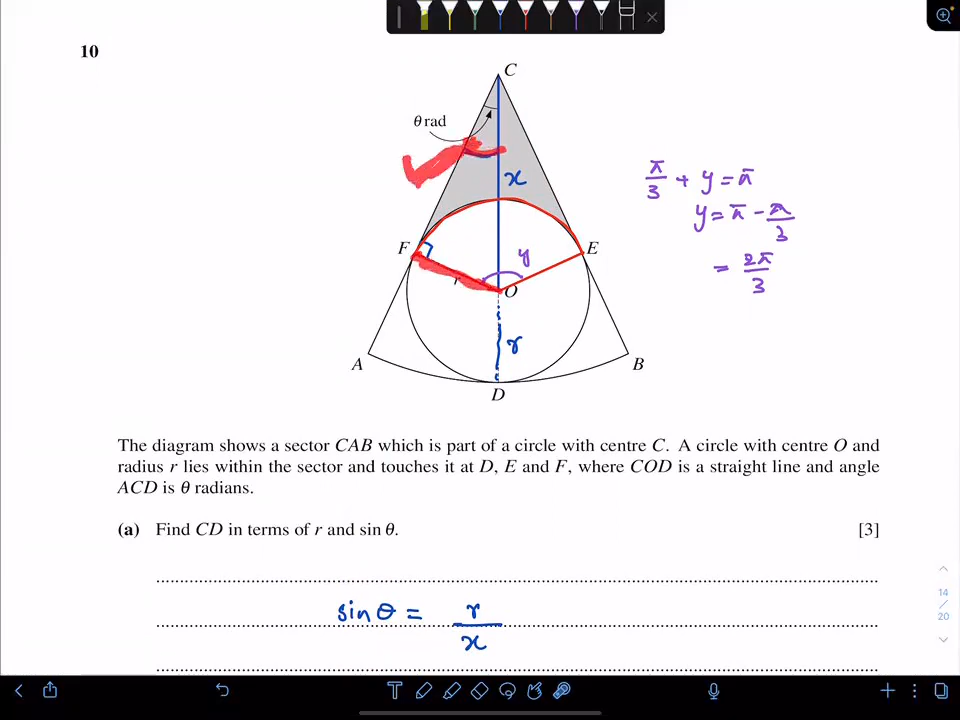 10
C
θ rad
x
π/3 + y = π
y = π − π/3
= 2π/3
F
y
E
r
O
r
A
B
D
The diagram shows a sector CAB which is part of a circle with centre C. A circle with centre O and
radius r lies within the sector and touches it at D, E and F, where COD is a straight line and angle
ACD is θ radians.
(a) Find CD in terms of r and sin θ. [3]
sin θ = r/x
14
/
20
T